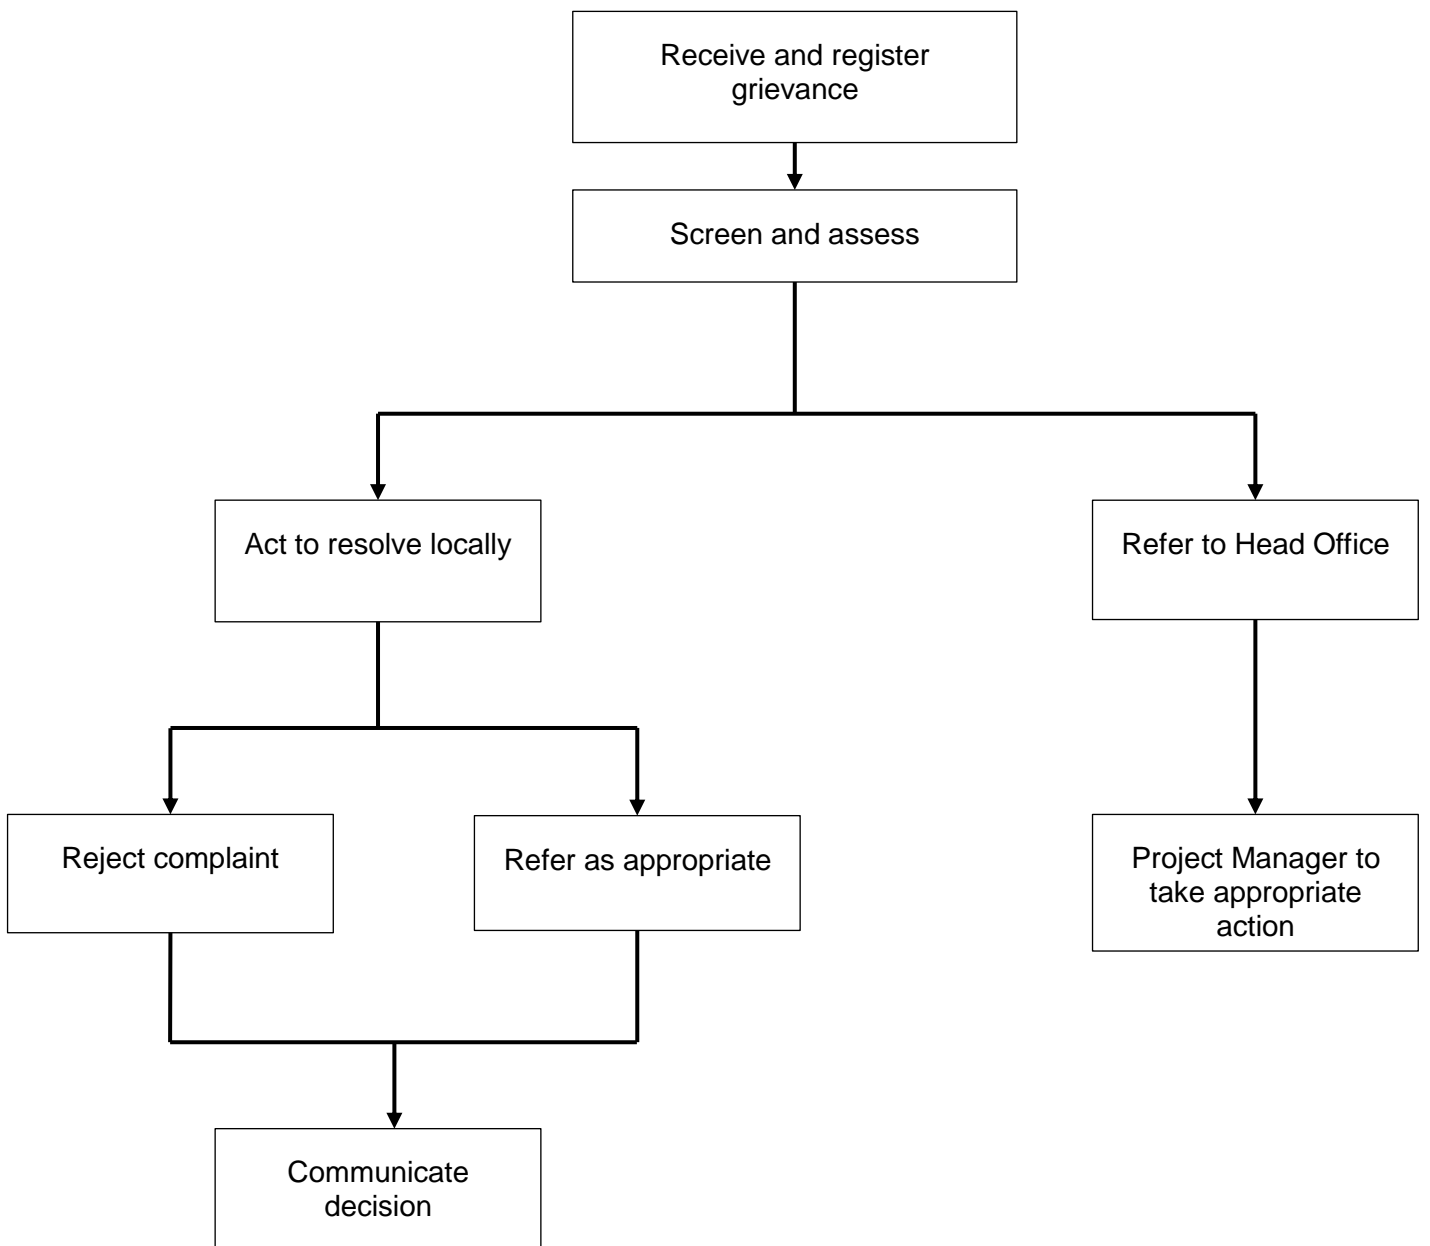 Receive and register
grievance
Screen and assess
Act to resolve locally
Refer to Head Office
Reject complaint
Refer as appropriate
Project Manager to
take appropriate
action
Communicate
decision